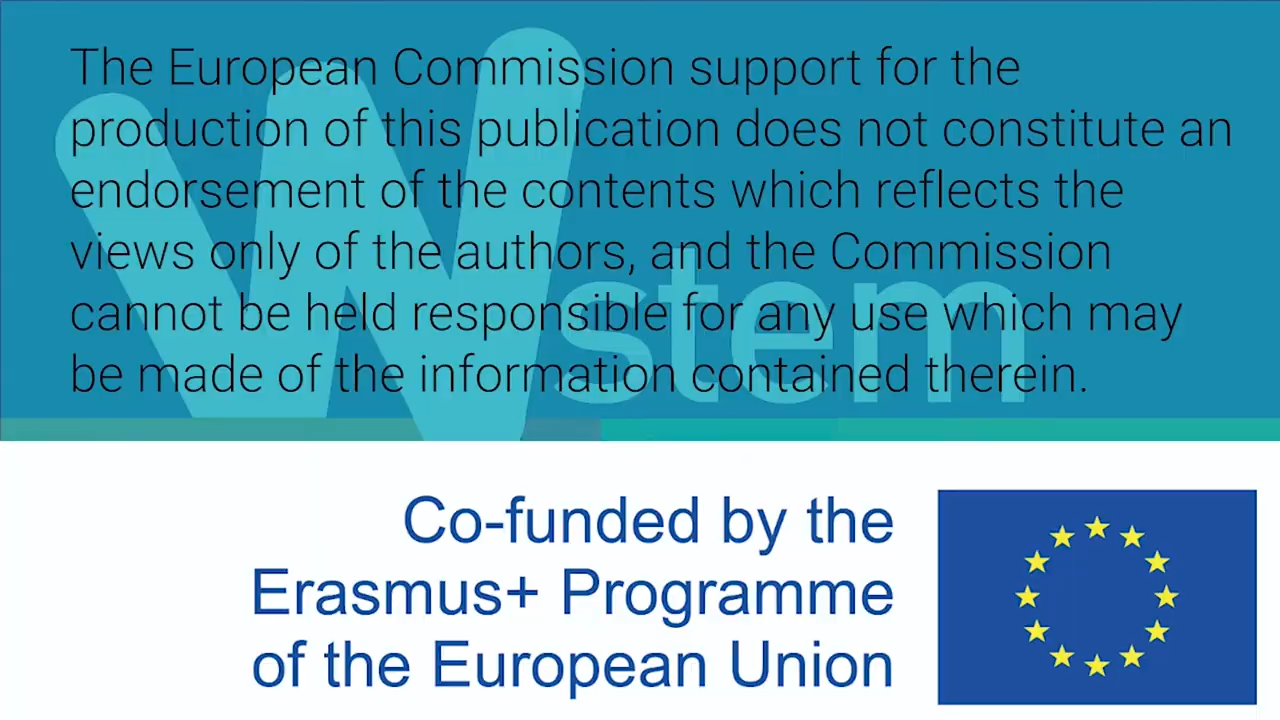 The European Commission support for the
production of this publication does not constitute an
endorsement of the contents which reflects the
views only of the authors, and the Commission
cannot be held responsible for any use which may
be made of the information contained therein.
Wstem
Co-funded by the
Erasmus+ Programme
of the European Union